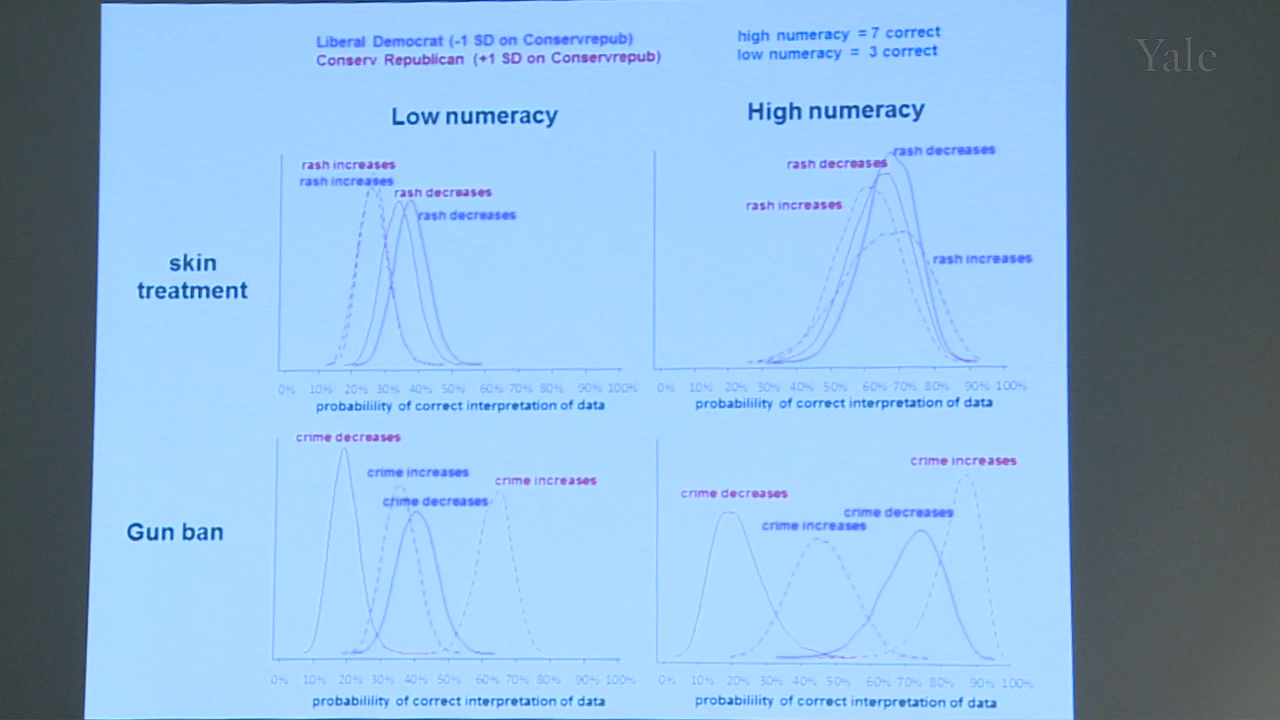 Liberal Democrat (-1 SD on Conservrepub)
Conserv Republican (+1 SD on Conservrepub)
high numeracy = 7 correct
low numeracy = 3 correct
Yale
Low numeracy
High numeracy
rash increases
rash increases
rash decreases
rash decreases
rash decreases
rash decreases
rash increases
rash increases
skin
treatment
0% 10% 20% 30% 40% 50% 60% 70% 80% 90% 100%
probabilility of correct interpretation of data
0% 10% 20% 30% 40% 50% 60% 70% 80% 90% 100%
probabilility of correct interpretation of data
crime decreases
crime increases
crime decreases
crime increases
crime increases
crime decreases
crime decreases
crime increases
Gun ban
0% 10% 20% 30% 40% 50% 60% 70% 80% 90% 100%
probabilility of correct interpretation of data
0% 10% 20% 30% 40% 50% 60% 70% 80% 90% 100%
probabilility of correct interpretation of data